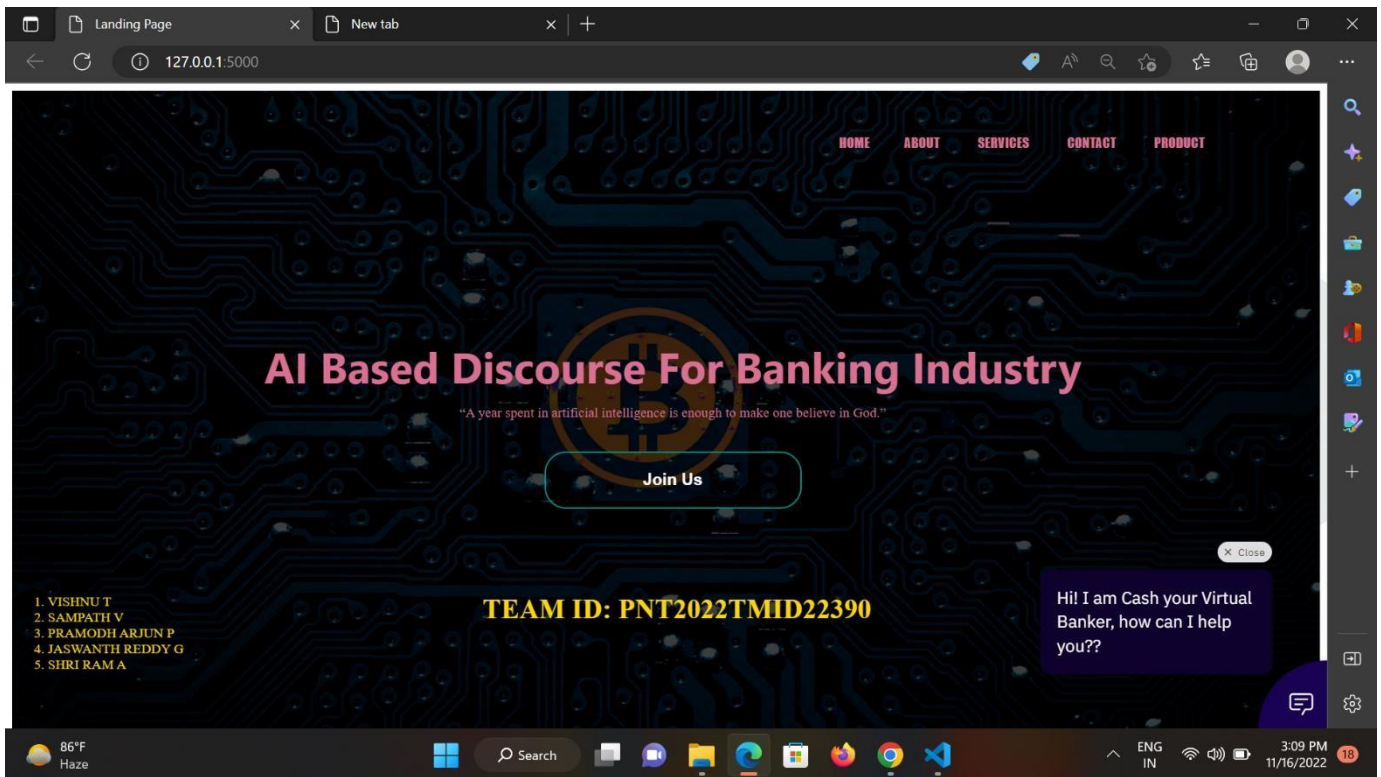 Landing Page
New tab
127.0.0.1:5000
HOME ABOUT SERVICES CONTACT PRODUCT
AI Based Discourse For Banking Industry
“A year spent in artificial intelligence is enough to make one believe in God.”
Join Us
× Close
Hi! I am Cash your Virtual
Banker, how can I help
you??
1. VISHNU T
2. SAMPATH V
3. PRAMODH ARJUN P
4. JASWANTH REDDY G
5. SHRI RAM A
TEAM ID: PNT2022TMID22390
86°F
Haze
Search
ENG
IN
3:09 PM
11/16/2022
18